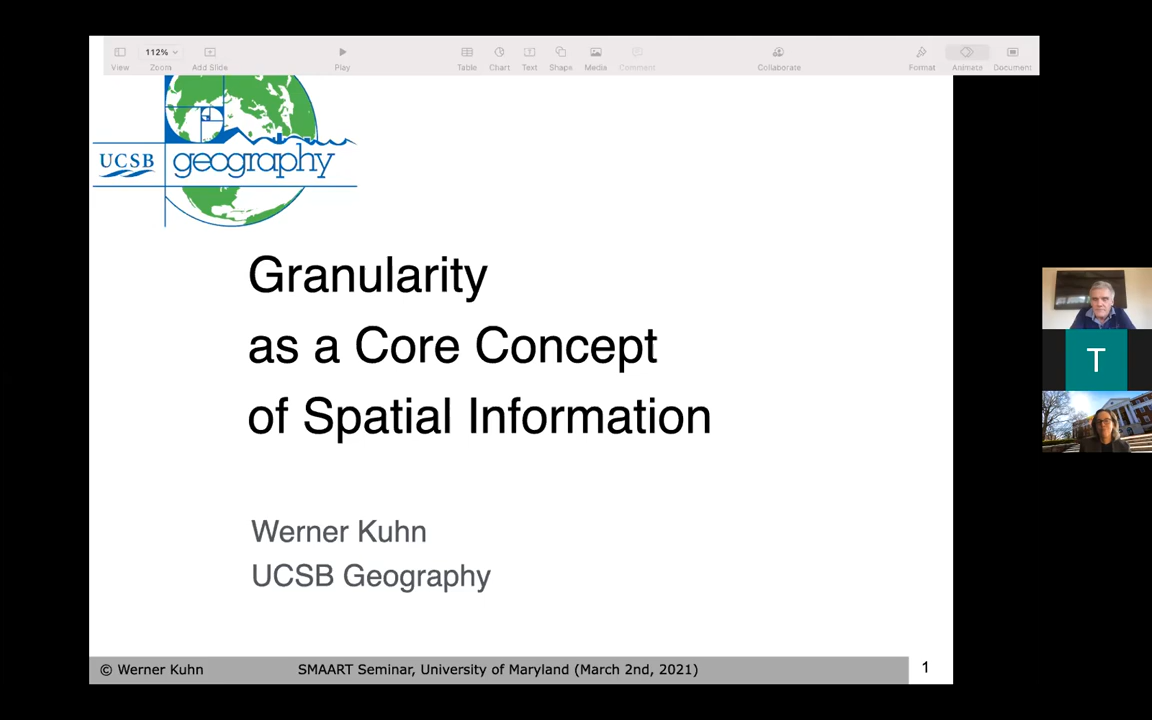 112%
View
Zoom
Add Slide
Play
Table
Chart
Text
Shape
Media
Comment
Collaborate
Format
Animate
Document
UCSB geography
Granularity
as a Core Concept
of Spatial Information
Werner Kuhn
UCSB Geography
T
© Werner Kuhn
SMAART Seminar, University of Maryland (March 2nd, 2021)
1